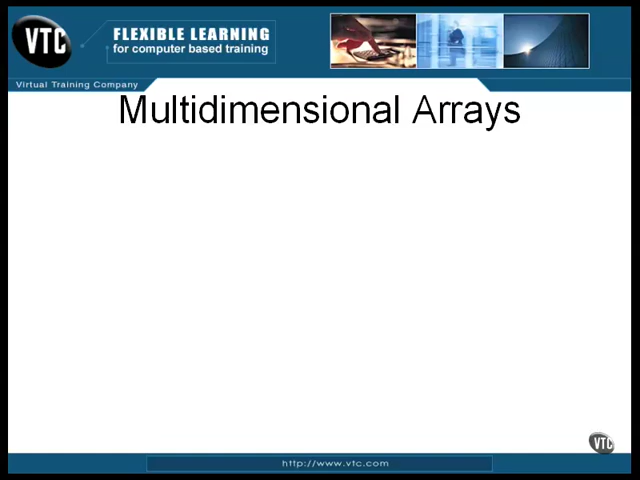 VTC
FLEXIBLE LEARNING
for computer based training
Virtual Training Company
Multidimensional Arrays
VTC
http://www.vtc.com